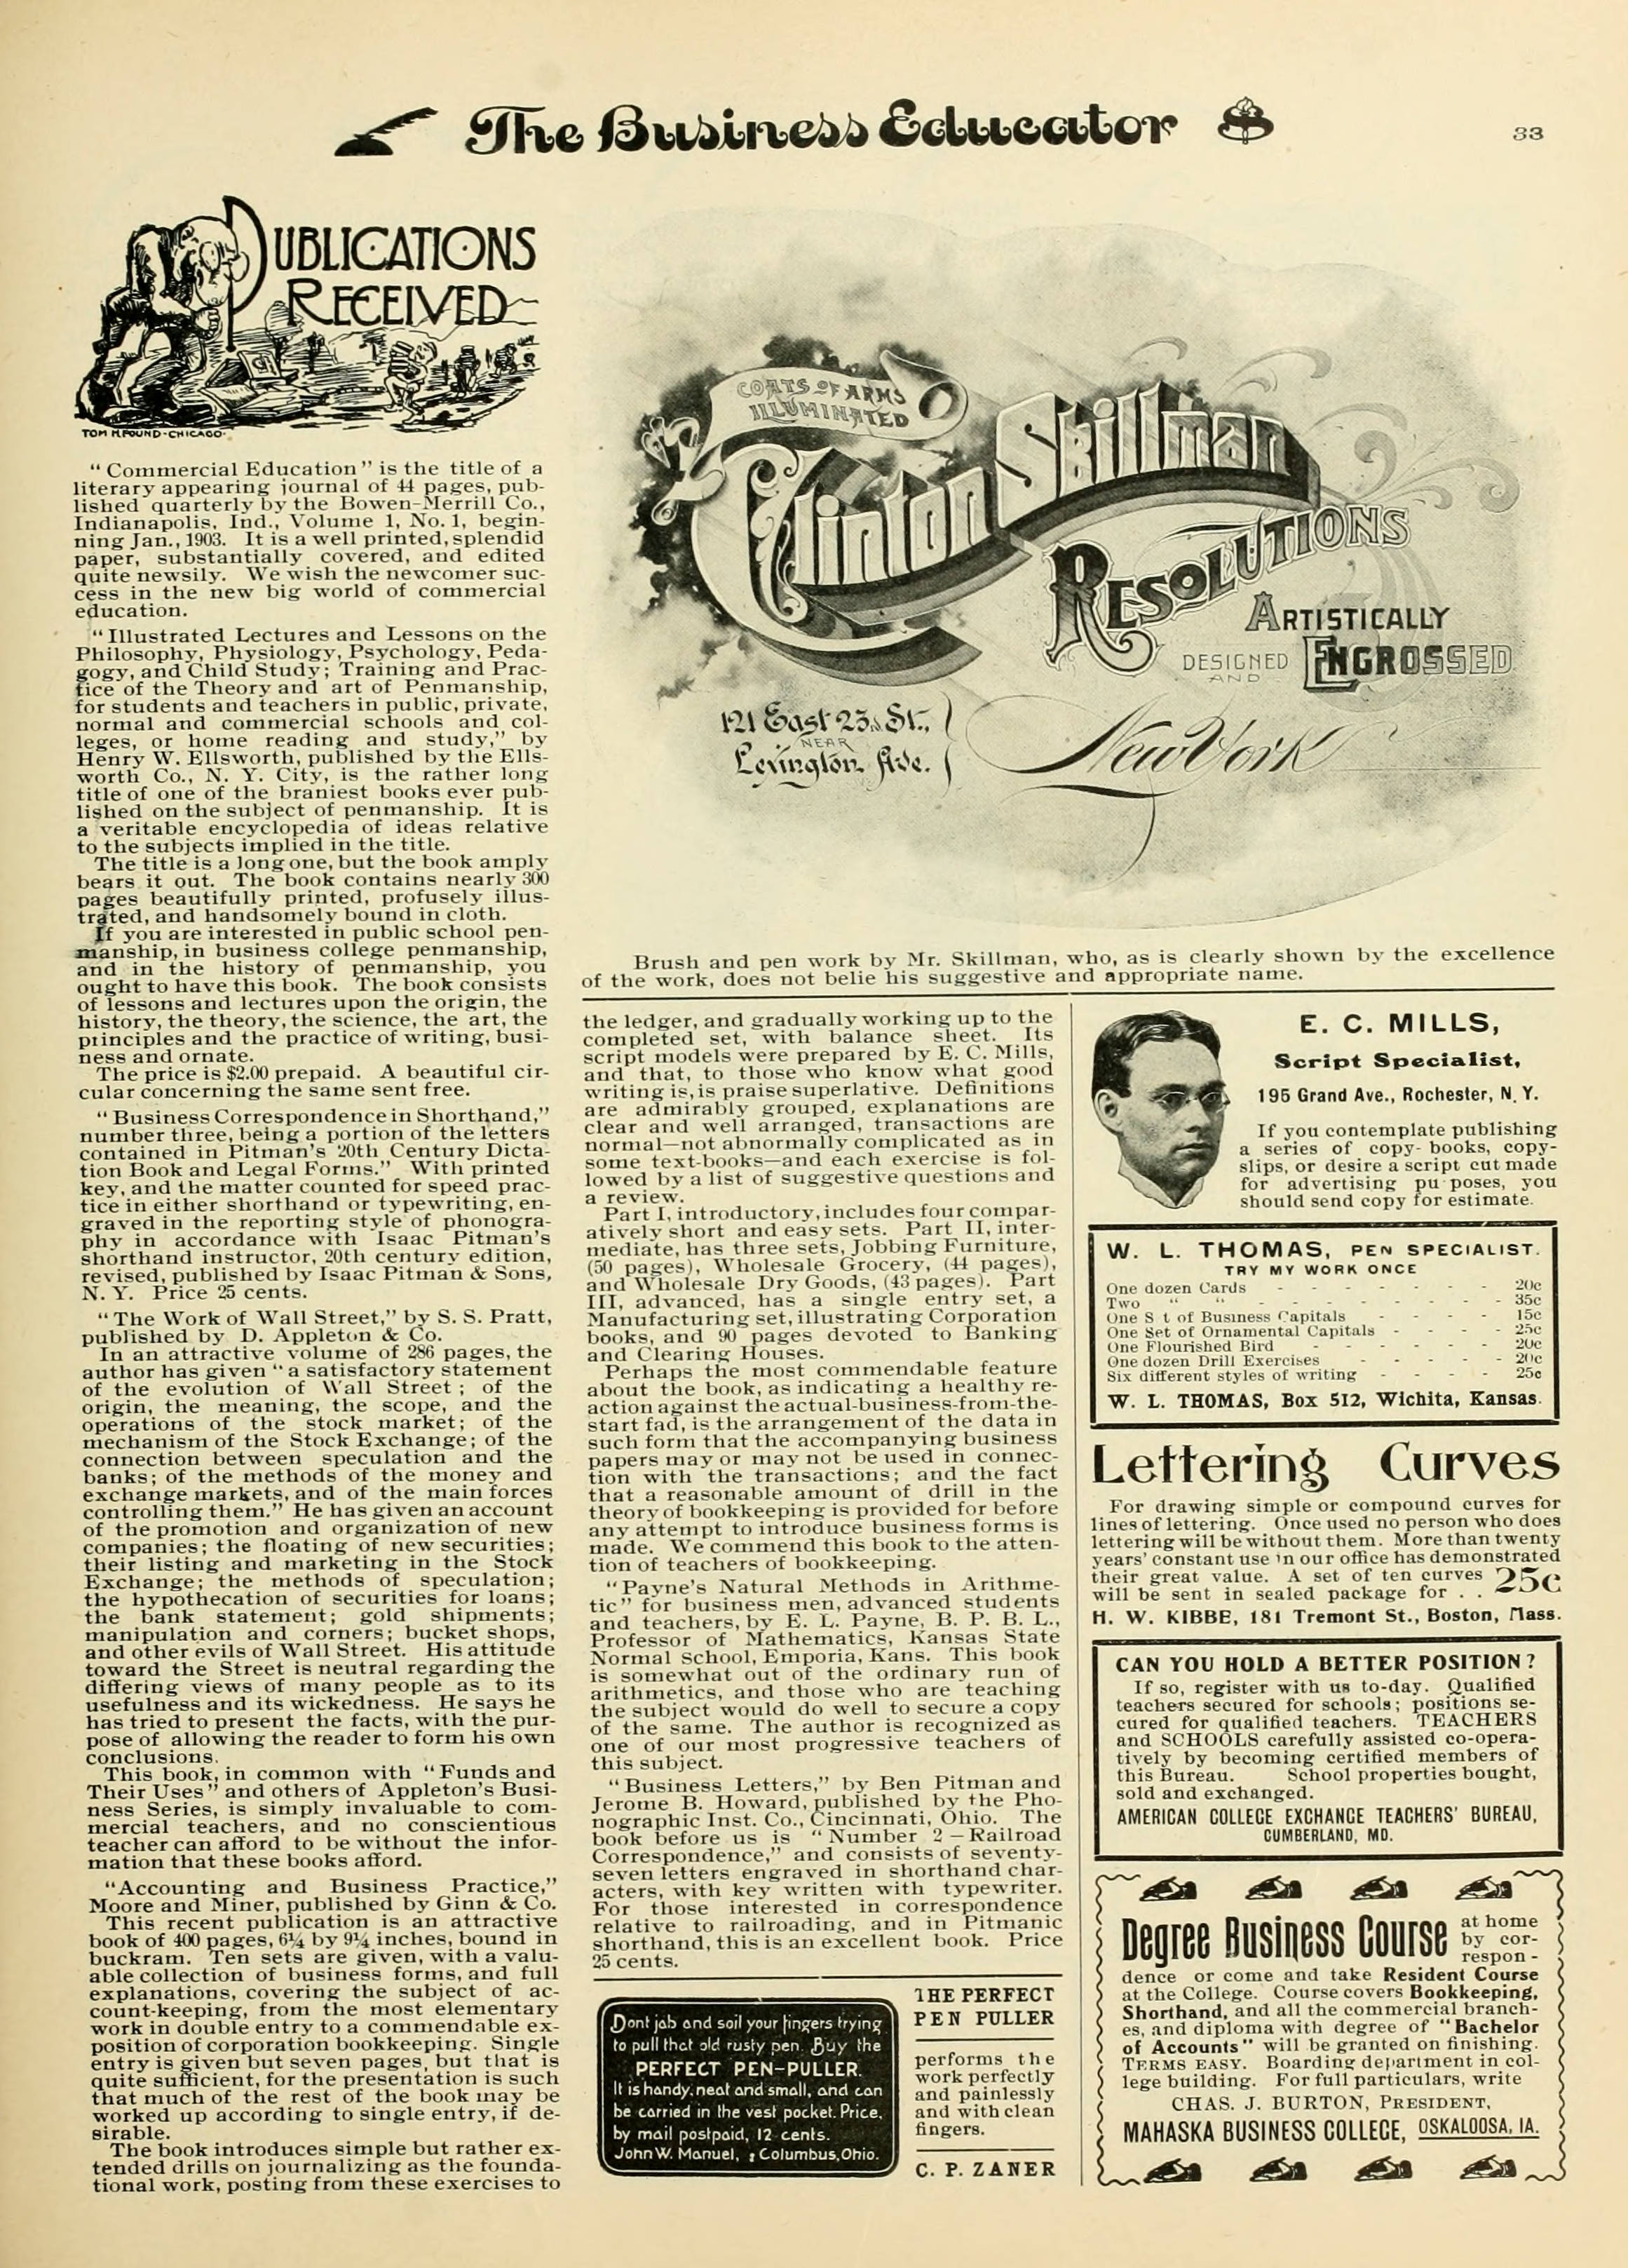 The Business Educator
33
PUBLICATIONS
RECEIVED
TOM H. POUND-CHICAGO-
“Commercial Education” is the title of a
literary appearing journal of 44 pages, pub-
lished quarterly by the Bowen-Merrill Co.,
Indianapolis, Ind., Volume 1, No. 1, begin-
ning Jan., 1903. It is a well printed, splendid
paper, substantially covered, and edited
quite newsily. We wish the newcomer suc-
cess in the new big world of commercial
education.
“Illustrated Lectures and Lessons on the
Philosophy, Physiology, Psychology, Peda-
gogy, and Child Study; Training and Prac-
tice of the Theory and art of Penmanship,
for students and teachers in public, private,
normal and commercial schools and col-
leges, or home reading and study,” by
Henry W. Ellsworth, published by the Ells-
worth Co., N. Y. City, is the rather long
title of one of the braniest books ever pub-
lished on the subject of penmanship. It is
a veritable encyclopedia of ideas relative
to the subjects implied in the title.
The title is a long one, but the book amply
bears it out. The book contains nearly 300
pages beautifully printed, profusely illus-
trated, and handsomely bound in cloth.
If you are interested in public school pen-
manship, in business college penmanship,
and in the history of penmanship, you
ought to have this book. The book consists
of lessons and lectures upon the origin, the
history, the theory, the science, the art, the
principles and the practice of writing, busi-
ness and ornate.
The price is $2.00 prepaid. A beautiful cir-
cular concerning the same sent free.
“Business Correspondence in Shorthand,”
number three, being a portion of the letters
contained in Pitman's '20th Century Dicta-
tion Book and Legal Forms.” With printed
key, and the matter counted for speed prac-
tice in either shorthand or typewriting, en-
graved in the reporting style of phonogra-
phy in accordance with Isaac Pitman's
shorthand instructor, 20th century edition,
revised, published by Isaac Pitman & Sons,
N. Y. Price 25 cents.
“The Work of Wall Street,” by S. S. Pratt,
published by D. Appleton & Co.
In an attractive volume of 286 pages, the
author has given “a satisfactory statement
of the evolution of Wall Street; of the
origin, the meaning, the scope, and the
operations of the stock market; of the
mechanism of the Stock Exchange; of the
connection between speculation and the
banks; of the methods of the money and
exchange markets, and of the main forces
controlling them.” He has given an account
of the promotion and organization of new
companies; the floating of new securities;
their listing and marketing in the Stock
Exchange; the methods of speculation;
the hypothecation of securities for loans;
the bank statement; gold shipments;
manipulation and corners; bucket shops,
and other evils of Wall Street. His attitude
toward the Street is neutral regarding the
differing views of many people as to its
usefulness and its wickedness. He says he
has tried to present the facts, with the pur-
pose of allowing the reader to form his own
conclusions.
This book, in common with “Funds and
Their Uses” and others of Appleton's Busi-
ness Series, is simply invaluable to com-
mercial teachers, and no conscientious
teacher can afford to be without the infor-
mation that these books afford.
“Accounting and Business Practice,”
Moore and Miner, published by Ginn & Co.
This recent publication is an attractive
book of 400 pages, 6¼ by 9¼ inches, bound in
buckram. Ten sets are given, with a valu-
able collection of business forms, and full
explanations, covering the subject of ac-
count-keeping, from the most elementary
work in double entry to a commendable ex-
position of corporation bookkeeping. Single
entry is given but seven pages, but that is
quite sufficient, for the presentation is such
that much of the rest of the book may be
worked up according to single entry, if de-
sirable.
The book introduces simple but rather ex-
tended drills on journalizing as the founda-
tional work, posting from these exercises to
COATS OF ARMS
ILLUMINATED
Clinton Skillman
RESOLUTIONS
ARTISTICALLY
DESIGNED AND ENGROSSED
121 East 23rd St.,
NEAR
Lexington Ave.
New York
Brush and pen work by Mr. Skillman, who, as is clearly shown by the excellence
of the work, does not belie his suggestive and appropriate name.
the ledger, and gradually working up to the
completed set, with balance sheet. Its
script models were prepared by E. C. Mills,
and that, to those who know what good
writing is, is praise superlative. Definitions
are admirably grouped, explanations are
clear and well arranged, transactions are
normal—not abnormally complicated as in
some text-books—and each exercise is fol-
lowed by a list of suggestive questions and
a review.
Part I, introductory, includes four compar-
atively short and easy sets. Part II, inter-
mediate, has three sets, Jobbing Furniture,
(50 pages), Wholesale Grocery, (44 pages),
and Wholesale Dry Goods, (43 pages). Part
III, advanced, has a single entry set, a
Manufacturing set, illustrating Corporation
books, and 90 pages devoted to Banking
and Clearing Houses.
Perhaps the most commendable feature
about the book, as indicating a healthy re-
action against the actual-business-from-the-
start fad, is the arrangement of the data in
such form that the accompanying business
papers may or may not be used in connec-
tion with the transactions; and the fact
that a reasonable amount of drill in the
theory of bookkeeping is provided for before
any attempt to introduce business forms is
made. We commend this book to the atten-
tion of teachers of bookkeeping.
“Payne's Natural Methods in Arithme-
tic” for business men, advanced students
and teachers, by E. L. Payne, B. P. B. L.,
Professor of Mathematics, Kansas State
Normal School, Emporia, Kans. This book
is somewhat out of the ordinary run of
arithmetics, and those who are teaching
the subject would do well to secure a copy
of the same. The author is recognized as
one of our most progressive teachers of
this subject.
“Business Letters,” by Ben Pitman and
Jerome B. Howard, published by the Pho-
nographic Inst. Co., Cincinnati, Ohio. The
book before us is “Number 2—Railroad
Correspondence,” and consists of seventy-
seven letters engraved in shorthand char-
acters, with key written with typewriter.
For those interested in correspondence
relative to railroading, and in Pitmanic
shorthand, this is an excellent book. Price
25 cents.
Dont jab and soil your fingers trying
to pull that old rusty pen. Buy the
PERFECT PEN-PULLER.
It is handy, neat and small, and can
be carried in the vest pocket. Price,
by mail postpaid, 12 cents.
John W. Manuel, : Columbus, Ohio.
THE PERFECT
PEN PULLER
performs the
work perfectly
and painlessly
and with clean
fingers.
C. P. ZANER
E. C. MILLS,
Script Specialist,
195 Grand Ave., Rochester, N. Y.
If you contemplate publishing
a series of copy- books, copy-
slips, or desire a script cut made
for advertising pu poses, you
should send copy for estimate.
W. L. THOMAS, PEN SPECIALIST.
TRY MY WORK ONCE
One dozen Cards - - - - - - 20c
Two “ “ - - - - - - 35c
One S t of Business Capitals - - - - 15c
One Set of Ornamental Capitals - - - - 25c
One Flourished Bird - - - - - 20c
One dozen Drill Exercises - - - - - 20c
Six different styles of writing - - - - 25c
W. L. THOMAS, Box 512, Wichita, Kansas.
Lettering Curves
For drawing simple or compound curves for
lines of lettering. Once used no person who does
lettering will be without them. More than twenty
years' constant use in our office has demonstrated
their great value. A set of ten curves
will be sent in sealed package for . . 25c
H. W. KIBBE, 181 Tremont St., Boston, Mass.
CAN YOU HOLD A BETTER POSITION?
If so, register with us to-day. Qualified
teachers secured for schools; positions se-
cured for qualified teachers. TEACHERS
and SCHOOLS carefully assisted co-opera-
tively by becoming certified members of
this Bureau. School properties bought,
sold and exchanged.
AMERICAN COLLEGE EXCHANGE TEACHERS' BUREAU,
CUMBERLAND, MD.
Degree Business Course at home
by cor-
respon-
dence or come and take Resident Course
at the College. Course covers Bookkeeping,
Shorthand, and all the commercial branch-
es, and diploma with degree of “Bachelor
of Accounts” will be granted on finishing.
TERMS EASY. Boarding department in col-
lege building. For full particulars, write
CHAS. J. BURTON, PRESIDENT,
MAHASKA BUSINESS COLLEGE, OSKALOOSA, IA.